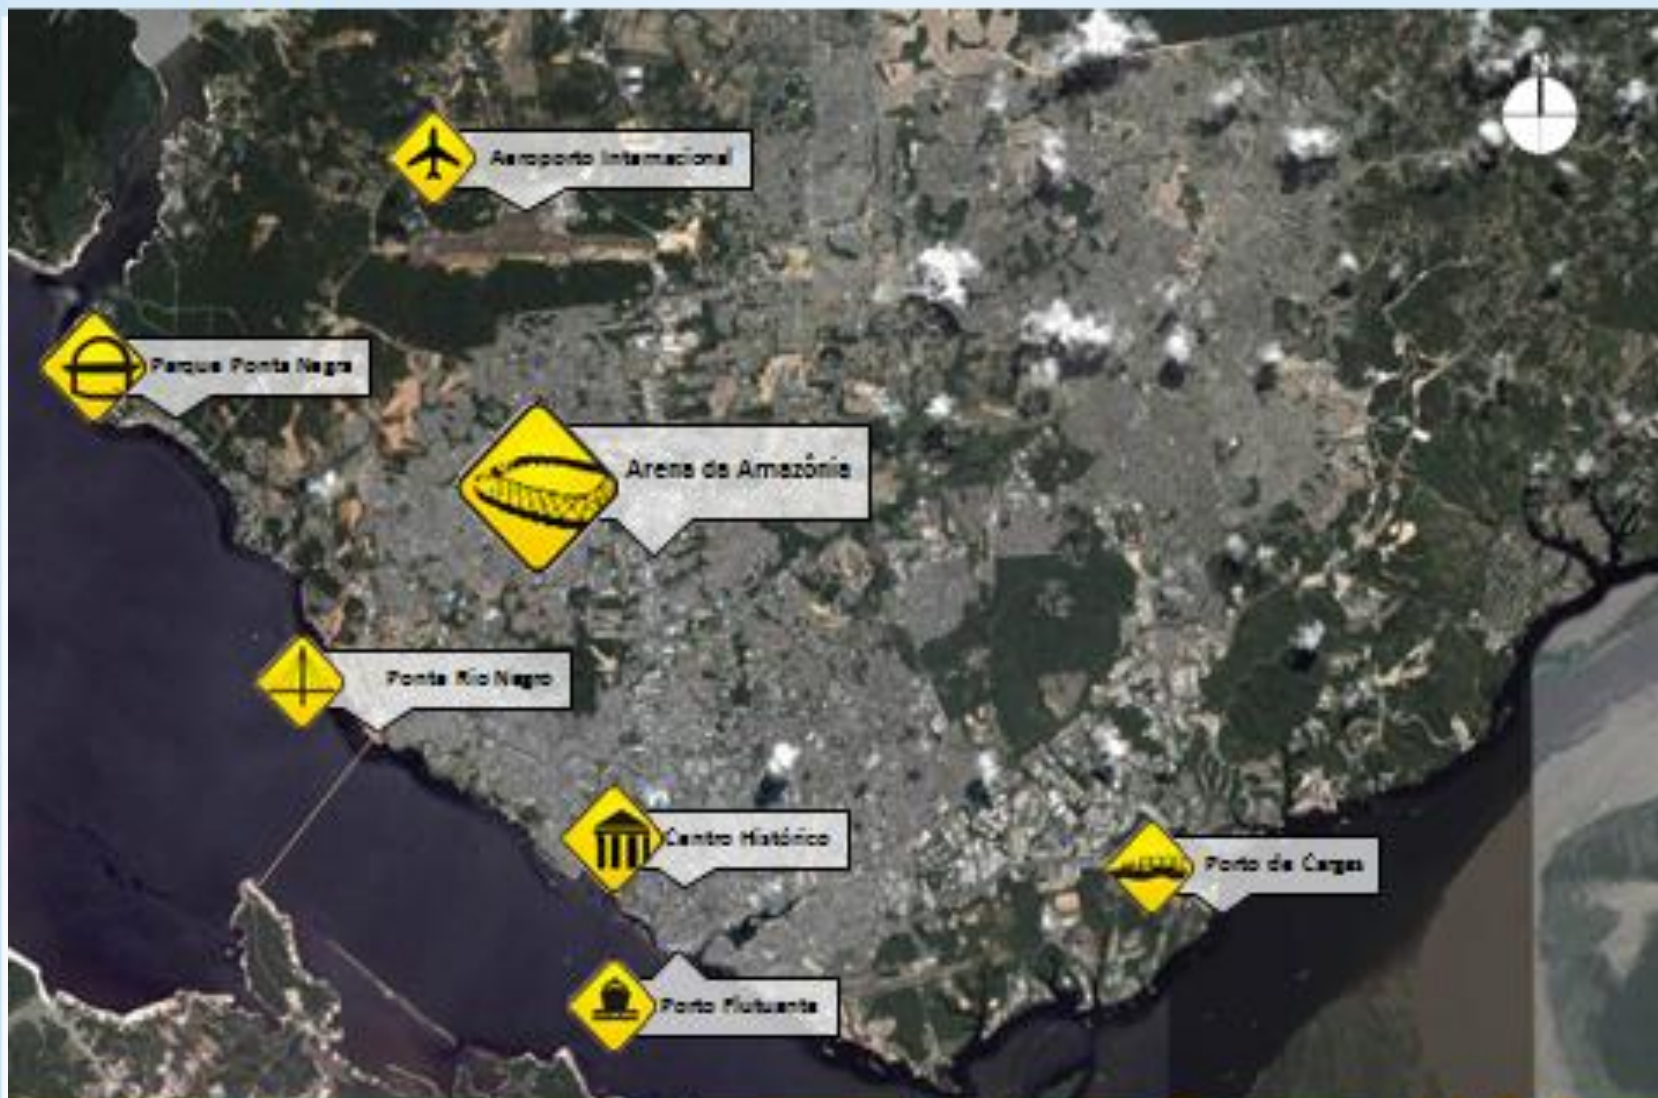 N
Aeroporto Internacional
Parque Ponta Negra
Arena da Amazônia
Ponte Rio Negro
Centro Histórico
Porto de Cargas
Porto Flutuante